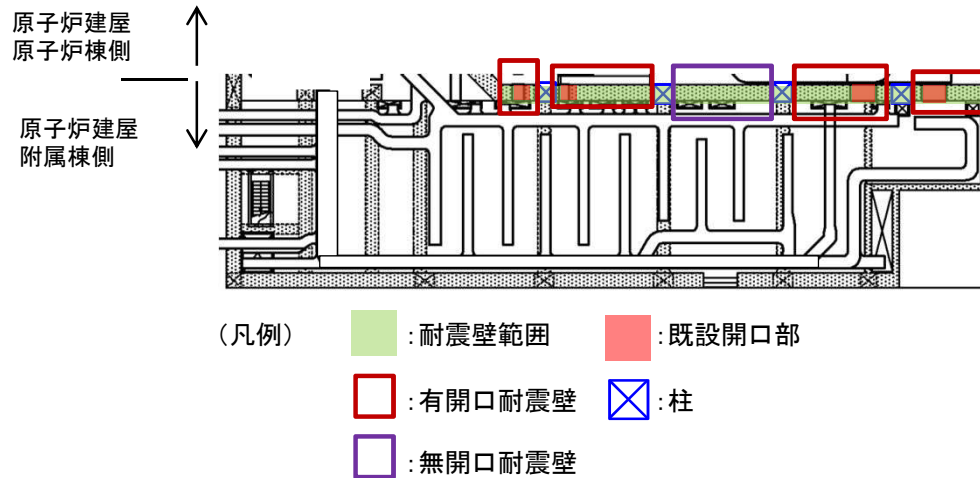 原子炉建屋
原子炉棟側
原子炉建屋
附属棟側
(凡例)
:耐震壁範囲
:既設開口部
:有開口耐震壁
:柱
:無開口耐震壁